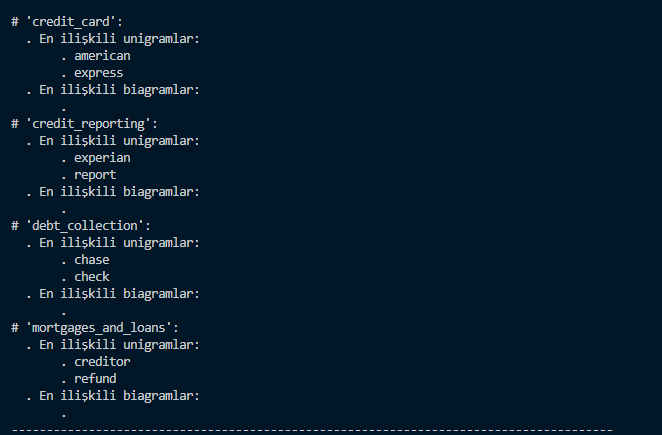 # 'credit_card':
. En ilişkili unigramlar:
. american
. express
. En ilişkili biagramlar:
.
# 'credit_reporting':
. En ilişkili unigramlar:
. experian
. report
. En ilişkili biagramlar:
.
# 'debt_collection':
. En ilişkili unigramlar:
. chase
. check
. En ilişkili biagramlar:
.
# 'mortgages_and_loans':
. En ilişkili unigramlar:
. creditor
. refund
. En ilişkili biagramlar:
.
--------------------------------------------------------------------------------------